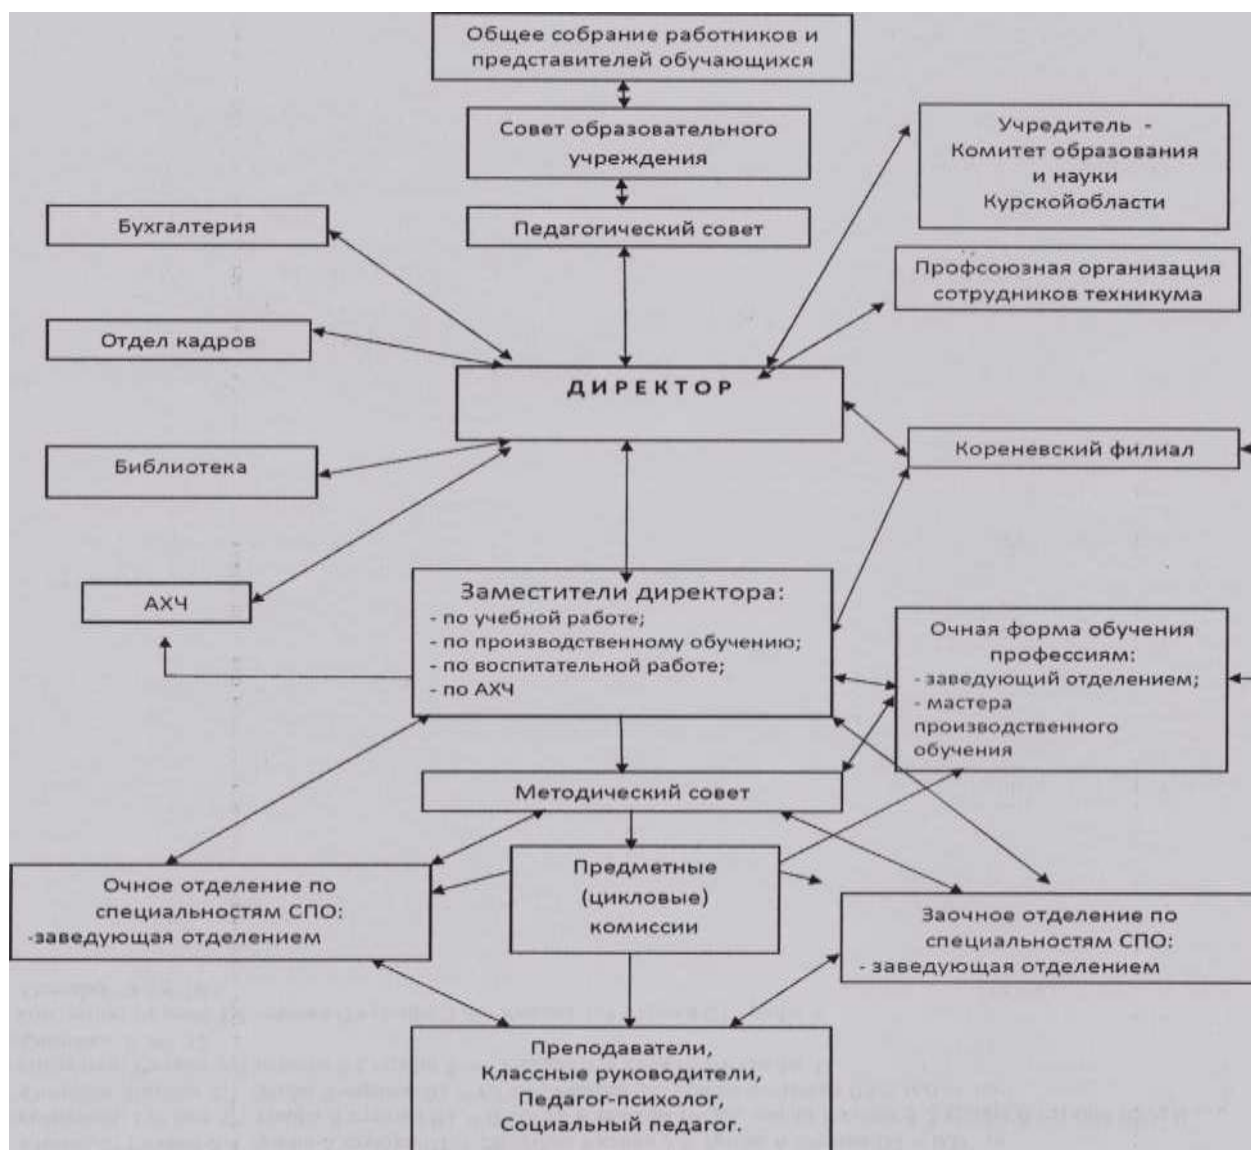 Общее собрание работников и
представителей обучающихся
Совет образовательного
учреждения
Учредитель -
Комитет образования
и науки
Курскойобласти
Бухгалтерия
Педагогический совет
Профсоюзная организация
сотрудников техникума
Отдел кадров
ДИРЕКТОР
Библиотека
Кореневский филиал
АХЧ
Заместители директора:
- по учебной работе;
- по производственному обучению;
- по воспитательной работе;
- по АХЧ
Очная форма обучения
профессиям:
- заведующий отделением;
- мастера
производственного
обучения
Методический совет
Очное отделение по
специальностям СПО:
-заведующая отделением
Предметные
(цикловые)
комиссии
Заочное отделение по
специальностям СПО:
- заведующая отделением
Преподаватели,
Классные руководители,
Педагог-психолог,
Социальный педагог.